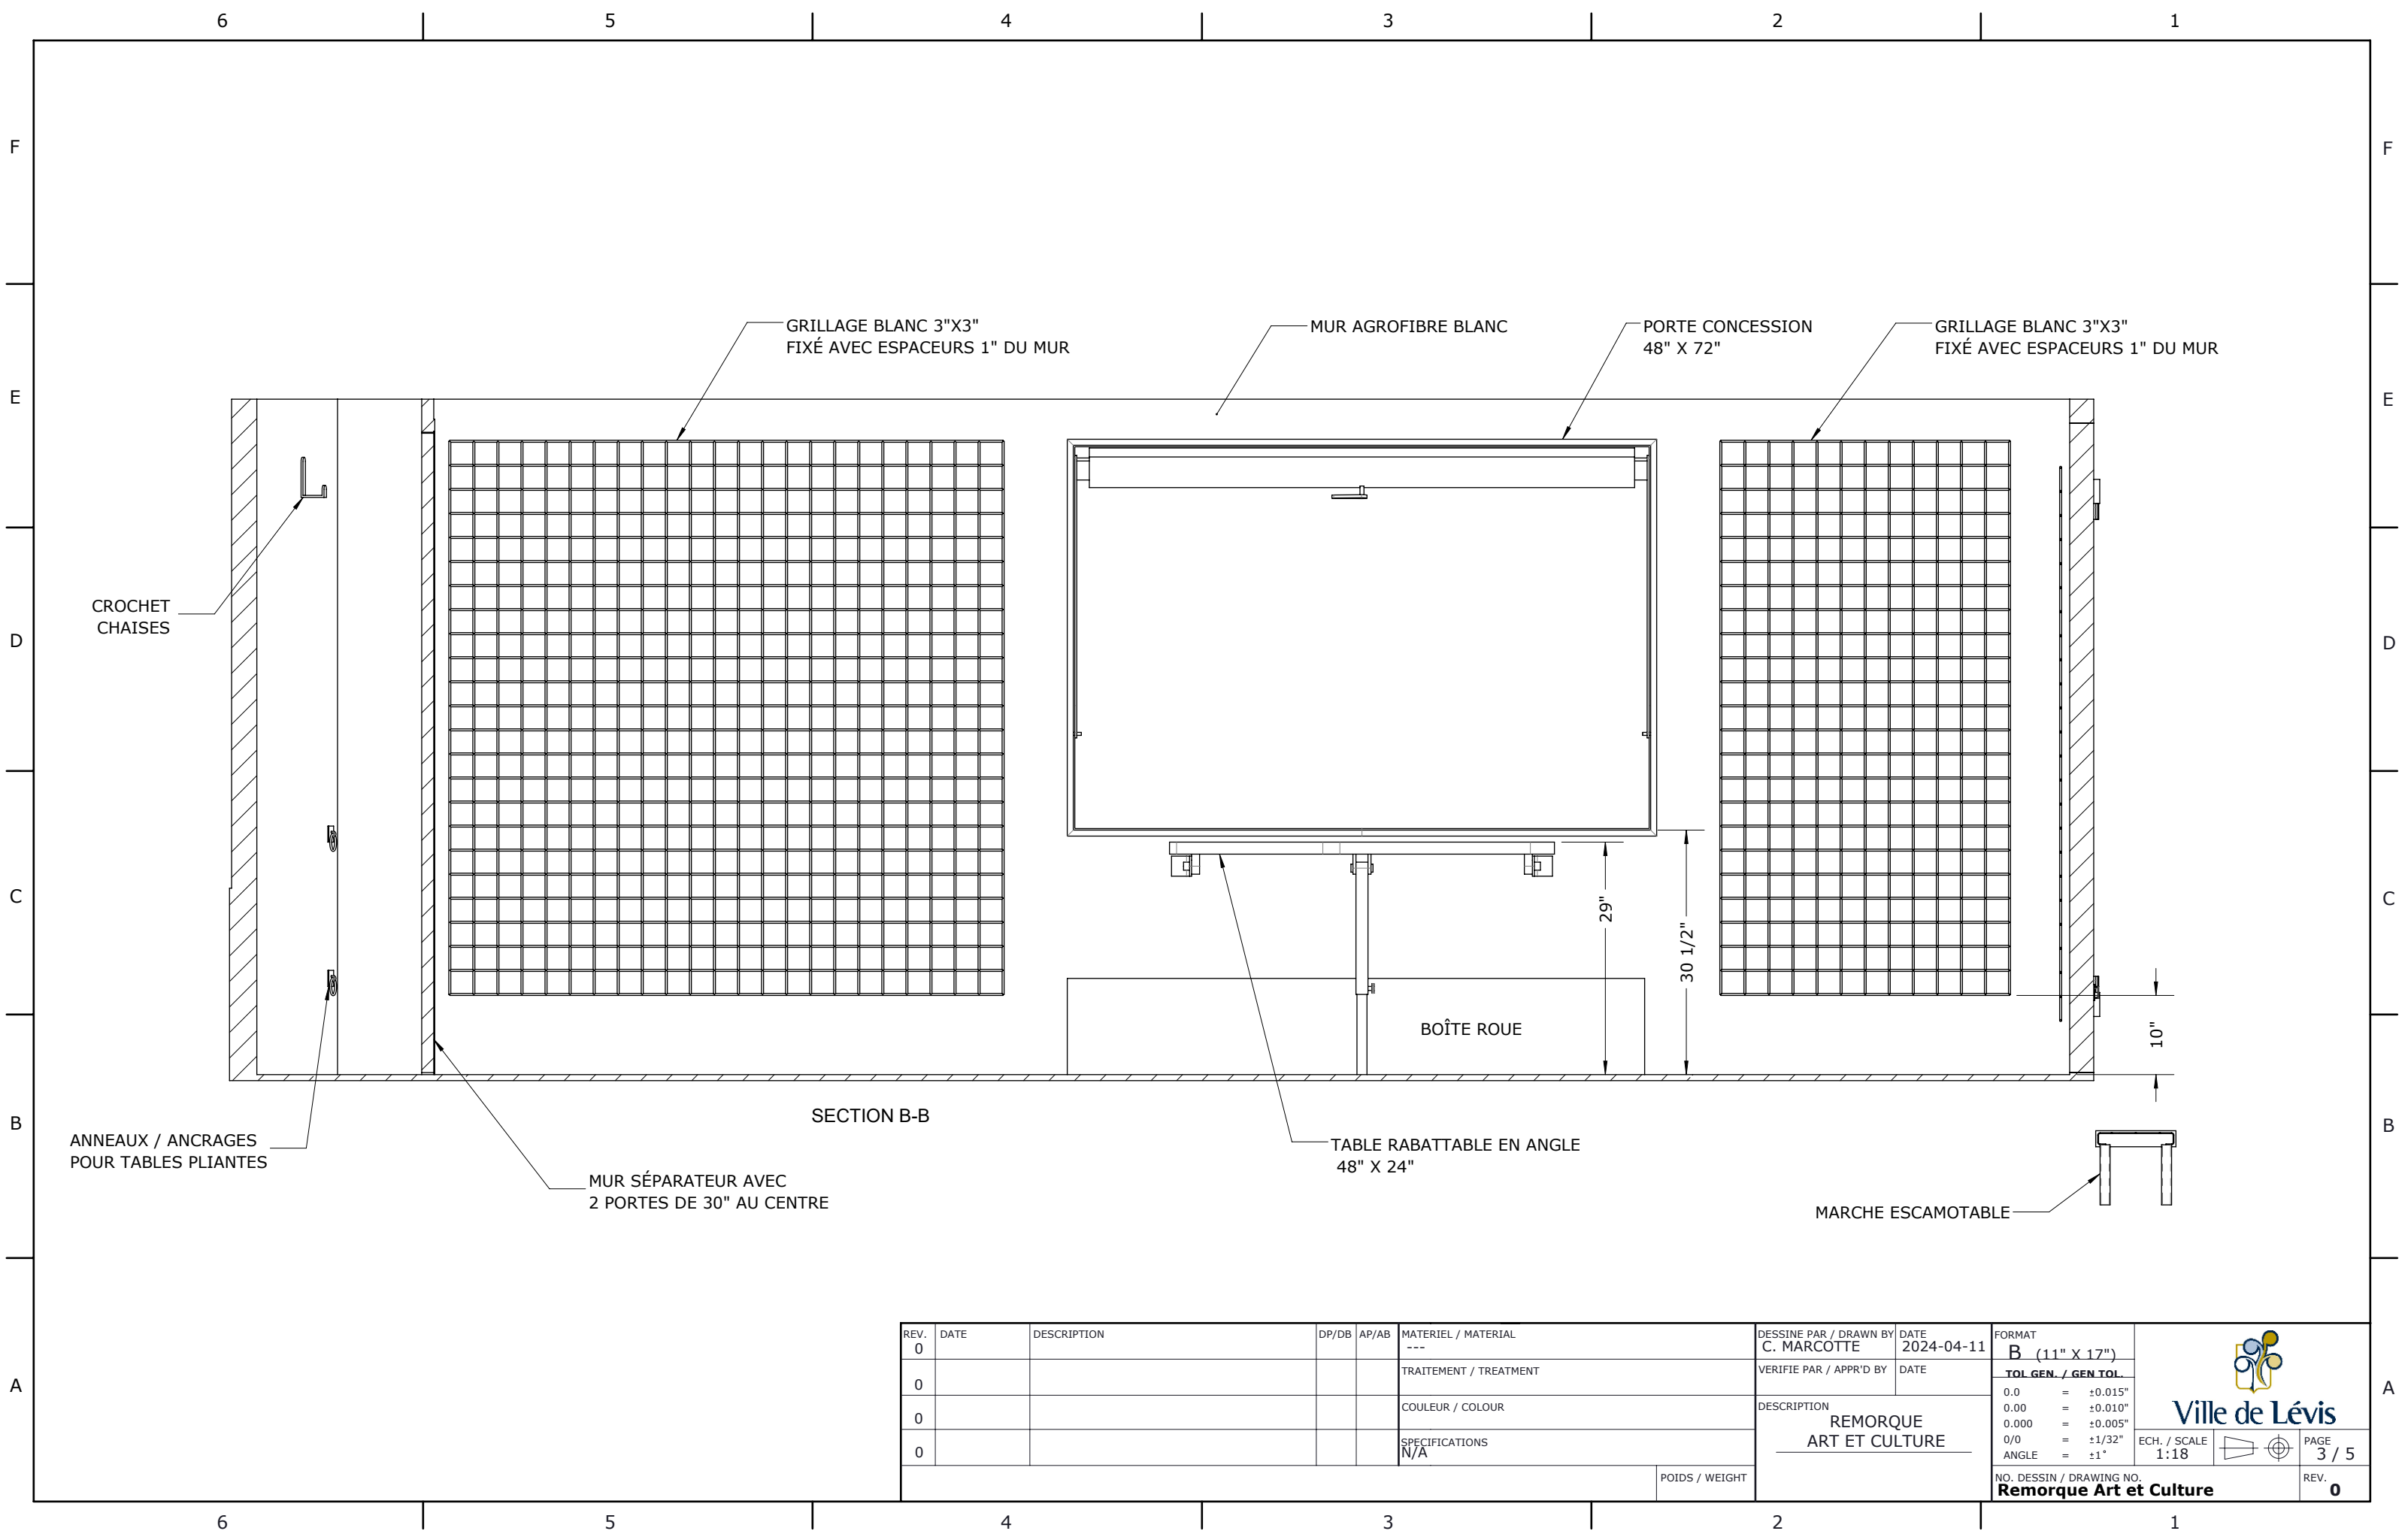 6 5 4 3 2 1
F F
GRILLAGE BLANC 3"X3"
FIXÉ AVEC ESPACEURS 1" DU MUR
MUR AGROFIBRE BLANC
PORTE CONCESSION
48" X 72"
GRILLAGE BLANC 3"X3"
FIXÉ AVEC ESPACEURS 1" DU MUR
E E
CROCHET
CHAISES
D D
C C
29"
30 1/2"
10"
BOÎTE ROUE
SECTION B-B
B B
ANNEAUX / ANCRAGES
POUR TABLES PLIANTES
MUR SÉPARATEUR AVEC
2 PORTES DE 30" AU CENTRE
TABLE RABATTABLE EN ANGLE
48" X 24"
MARCHE ESCAMOTABLE
A A
REV. DATE DESCRIPTION DP/DB AP/AB
0
0
0
0
MATERIEL / MATERIAL
---
TRAITEMENT / TREATMENT
COULEUR / COLOUR
SPECIFICATIONS
N/A
POIDS / WEIGHT
DESSINE PAR / DRAWN BY DATE
C. MARCOTTE 2024-04-11
VERIFIE PAR / APPR'D BY DATE
DESCRIPTION
REMORQUE
ART ET CULTURE
FORMAT
B (11" X 17")
TOL GEN. / GEN TOL.
0.0 = ±0.015"
0.00 = ±0.010"
0.000 = ±0.005"
0/0 = ±1/32"
ANGLE = ±1°
Ville de Lévis
ECH. / SCALE
1:18
PAGE
3 / 5
NO. DESSIN / DRAWING NO.
Remorque Art et Culture
REV.
0
6 5 4 3 2 1